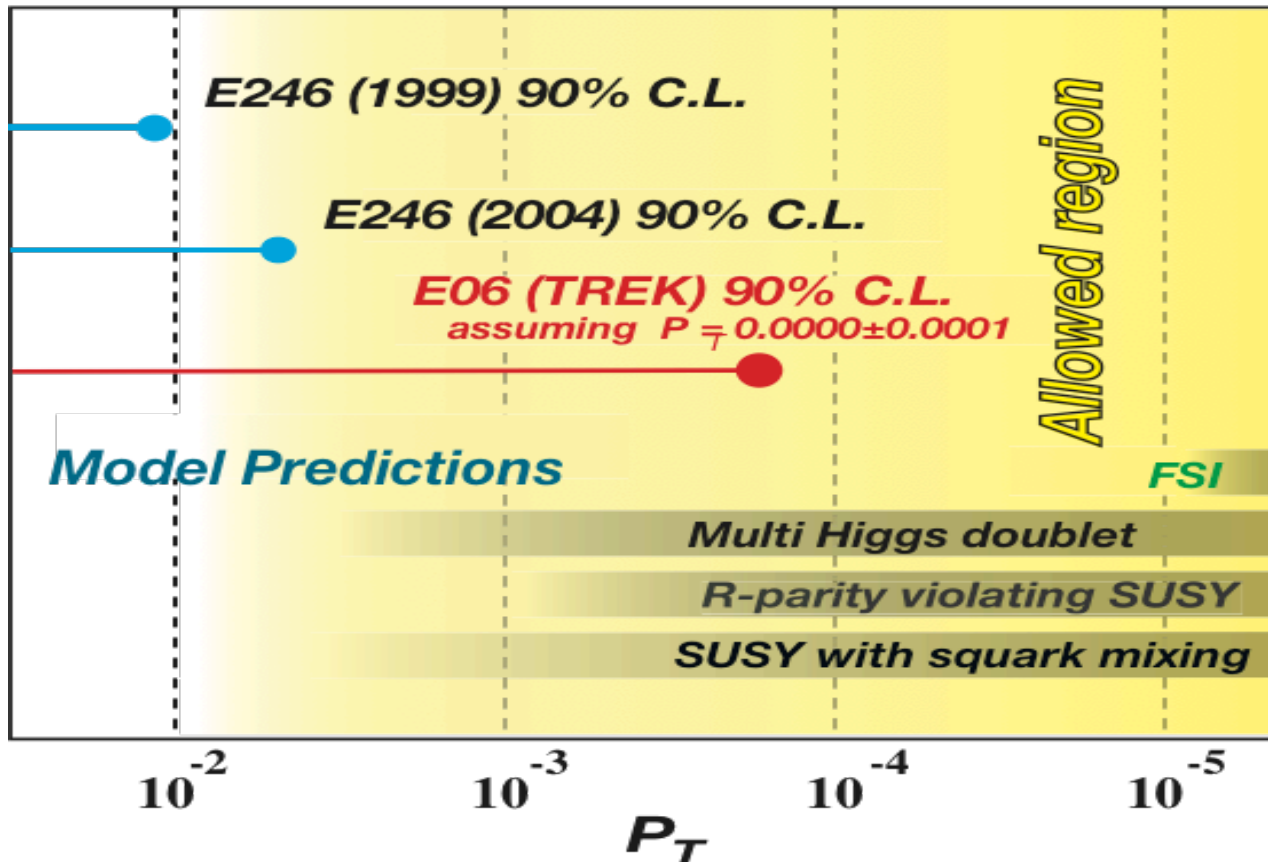 E246 (1999) 90% C.L.
E246 (2004) 90% C.L.
E06 (TREK) 90% C.L.
assuming P_T = 0.0000±0.0001
Allowed region
Model Predictions
FSI
Multi Higgs doublet
R-parity violating SUSY
SUSY with squark mixing
10^-2 10^-3 10^-4 10^-5
P_T